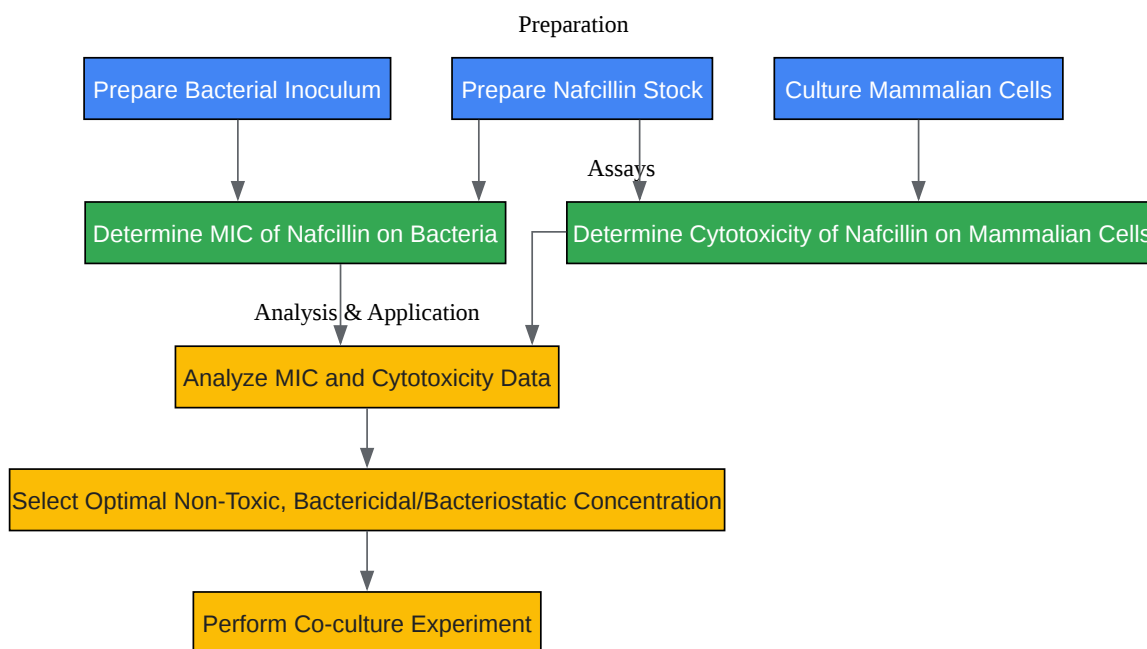 Preparation
Prepare Bacterial Inoculum
Prepare Nafcillin Stock
Culture Mammalian Cells
Assays
Determine MIC of Nafcillin on Bacteria
Determine Cytotoxicity of Nafcillin on Mammalian Cells
Analysis & Application
Analyze MIC and Cytotoxicity Data
Select Optimal Non-Toxic, Bactericidal/Bacteriostatic Concentration
Perform Co-culture Experiment